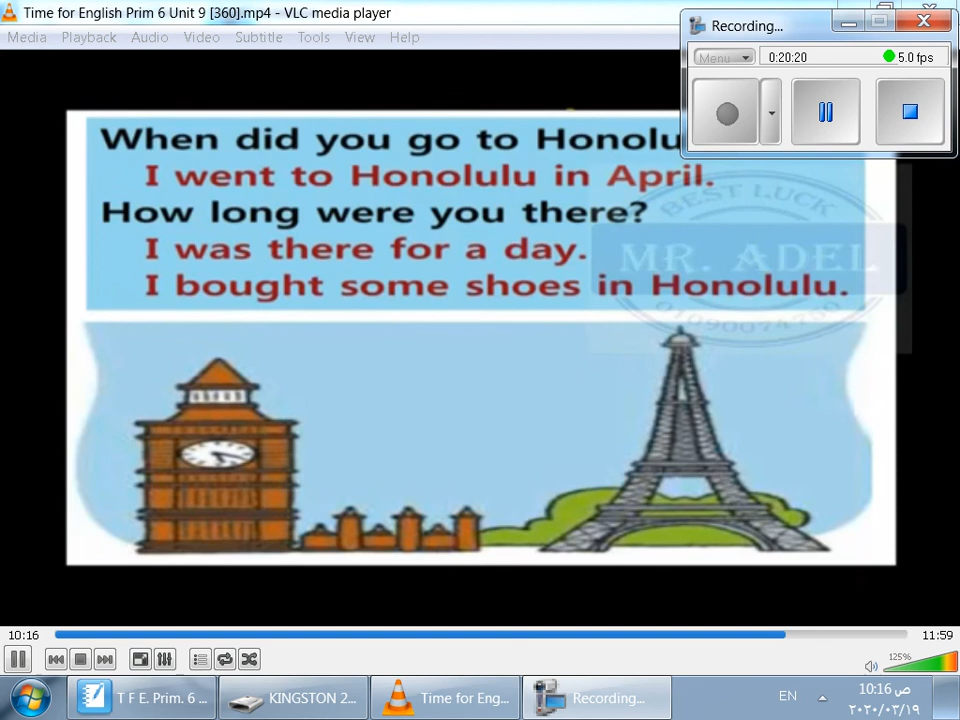 Time for English Prim 6 Unit 9 [360].mp4 - VLC media player
Media Playback Audio Video Subtitle Tools View Help
Recording...
Menu 0:20:20 5.0 fps
When did you go to Honolu
I went to Honolulu in April.
How long were you there?
I was there for a day.
I bought some shoes in Honolulu.
BEST LUCK
MR. ADEL
01090074759
10:16 11:59
125%
T F E. Prim. 6 ... KINGSTON 2... Time for Eng... Recording... EN ص 10:16
٢٠٢٠/٠٣/١٩